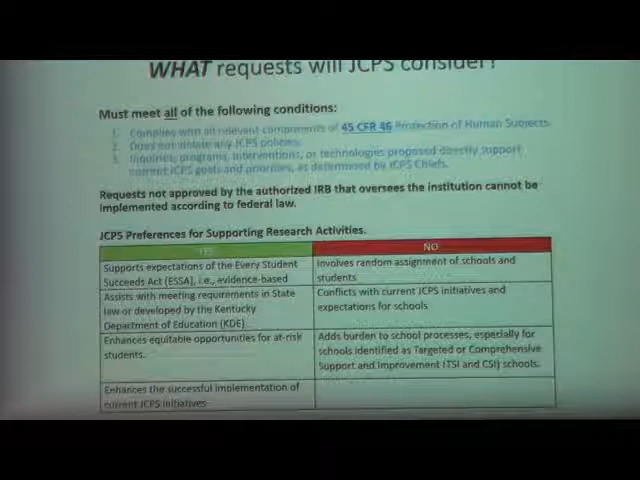 WHAT requests will JCPS consider?
Must meet all of the following conditions:
1. Complies with all relevant components of 45 CFR 46 Protection of Human Subjects.
2. Does not violate any JCPS policies.
3. Inquiries, programs, interventions, or technologies proposed directly support
current JCPS goals and priorities, as determined by JCPS Chiefs.
Requests not approved by the authorized IRB that oversees the institution cannot be
implemented according to federal law.
JCPS Preferences for Supporting Research Activities.
YES
NO
Supports expectations of the Every Student
Succeeds Act (ESSA), i.e., evidence-based
Involves random assignment of schools and
students
Assists with meeting requirements in State
law or developed by the Kentucky
Department of Education (KDE).
Conflicts with current JCPS initiatives and
expectations for schools
Enhances equitable opportunities for at-risk
students.
Adds burden to school processes, especially for
schools identified as Targeted or Comprehensive
Support and Improvement (TSI and CSI) schools.
Enhances the successful implementation of
current JCPS initiatives